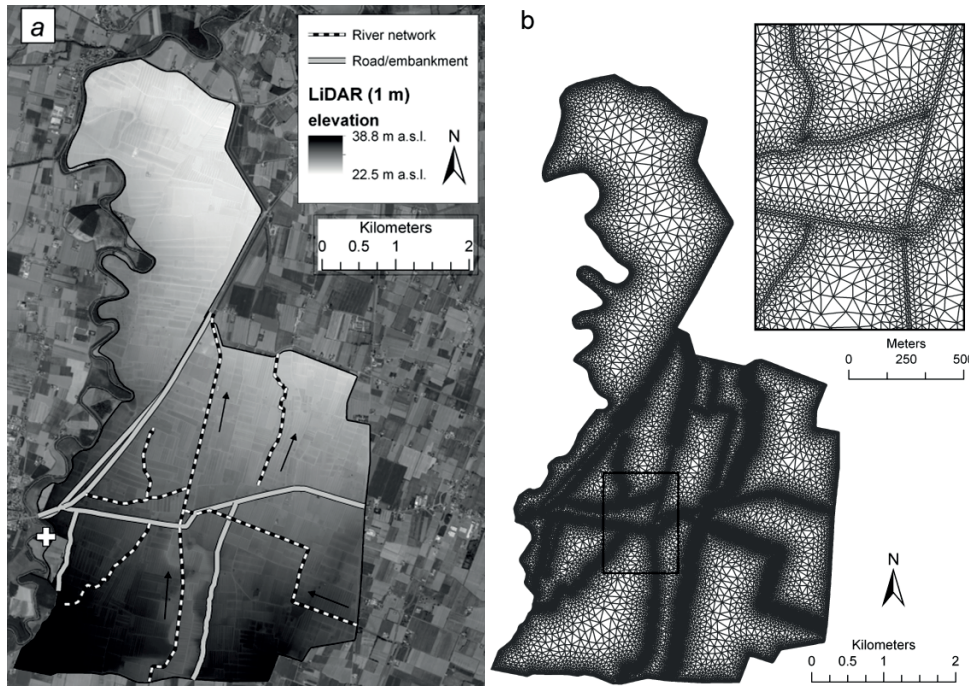 a
River network
Road/embankment
LiDAR (1 m)
elevation
38.8 m a.s.l.
22.5 m a.s.l.
N
Kilometers
0 0.5 1 2
b
Meters
0 250 500
N
Kilometers
0 0.5 1 2